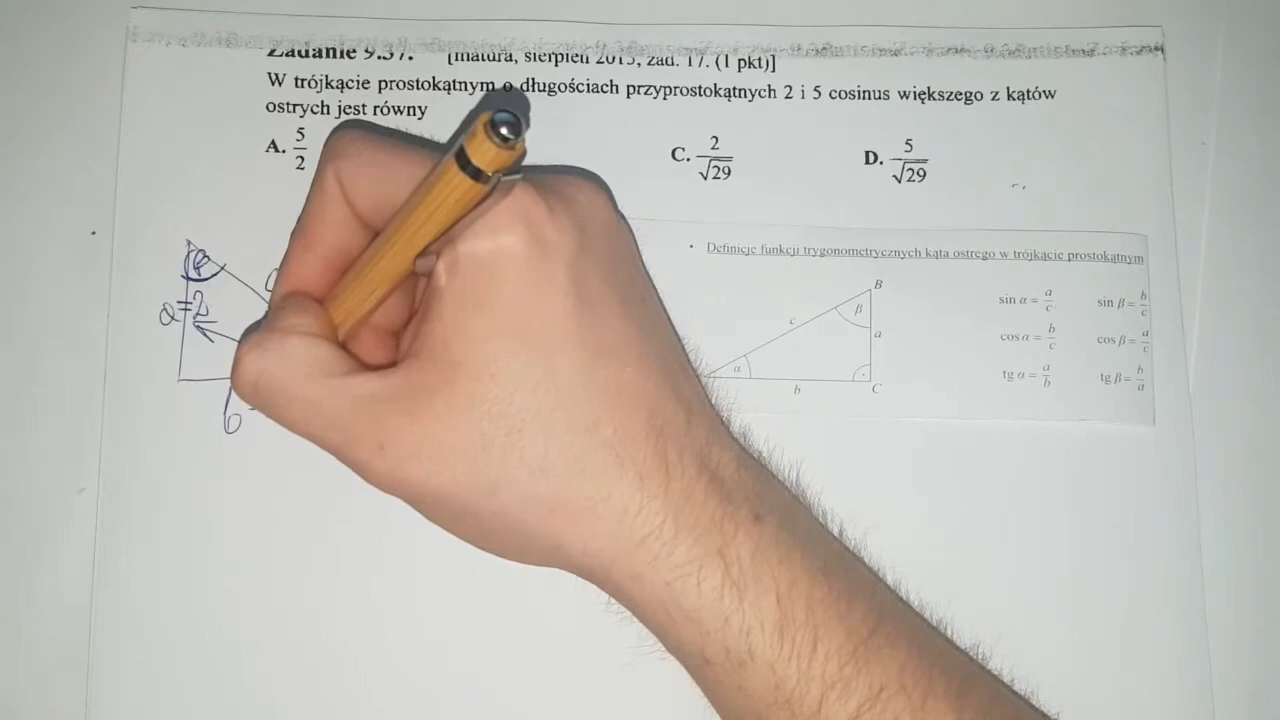 Zadanie 9.37. [matura, sierpień 2015, zad. 17. (1 pkt)]
W trójkącie prostokątnym o długościach przyprostokątnych 2 i 5 cosinus większego z kątów
ostrych jest równy
A. 5/2 C. 2/√29 D. 5/√29
• Definicje funkcji trygonometrycznych kąta ostrego w trójkącie prostokątnym
B
β
c
a
α
b
C
sin α = a/c sin β = b/c
cos α = b/c cos β = a/c
tg α = a/b tg β = b/a
β
a=2
b